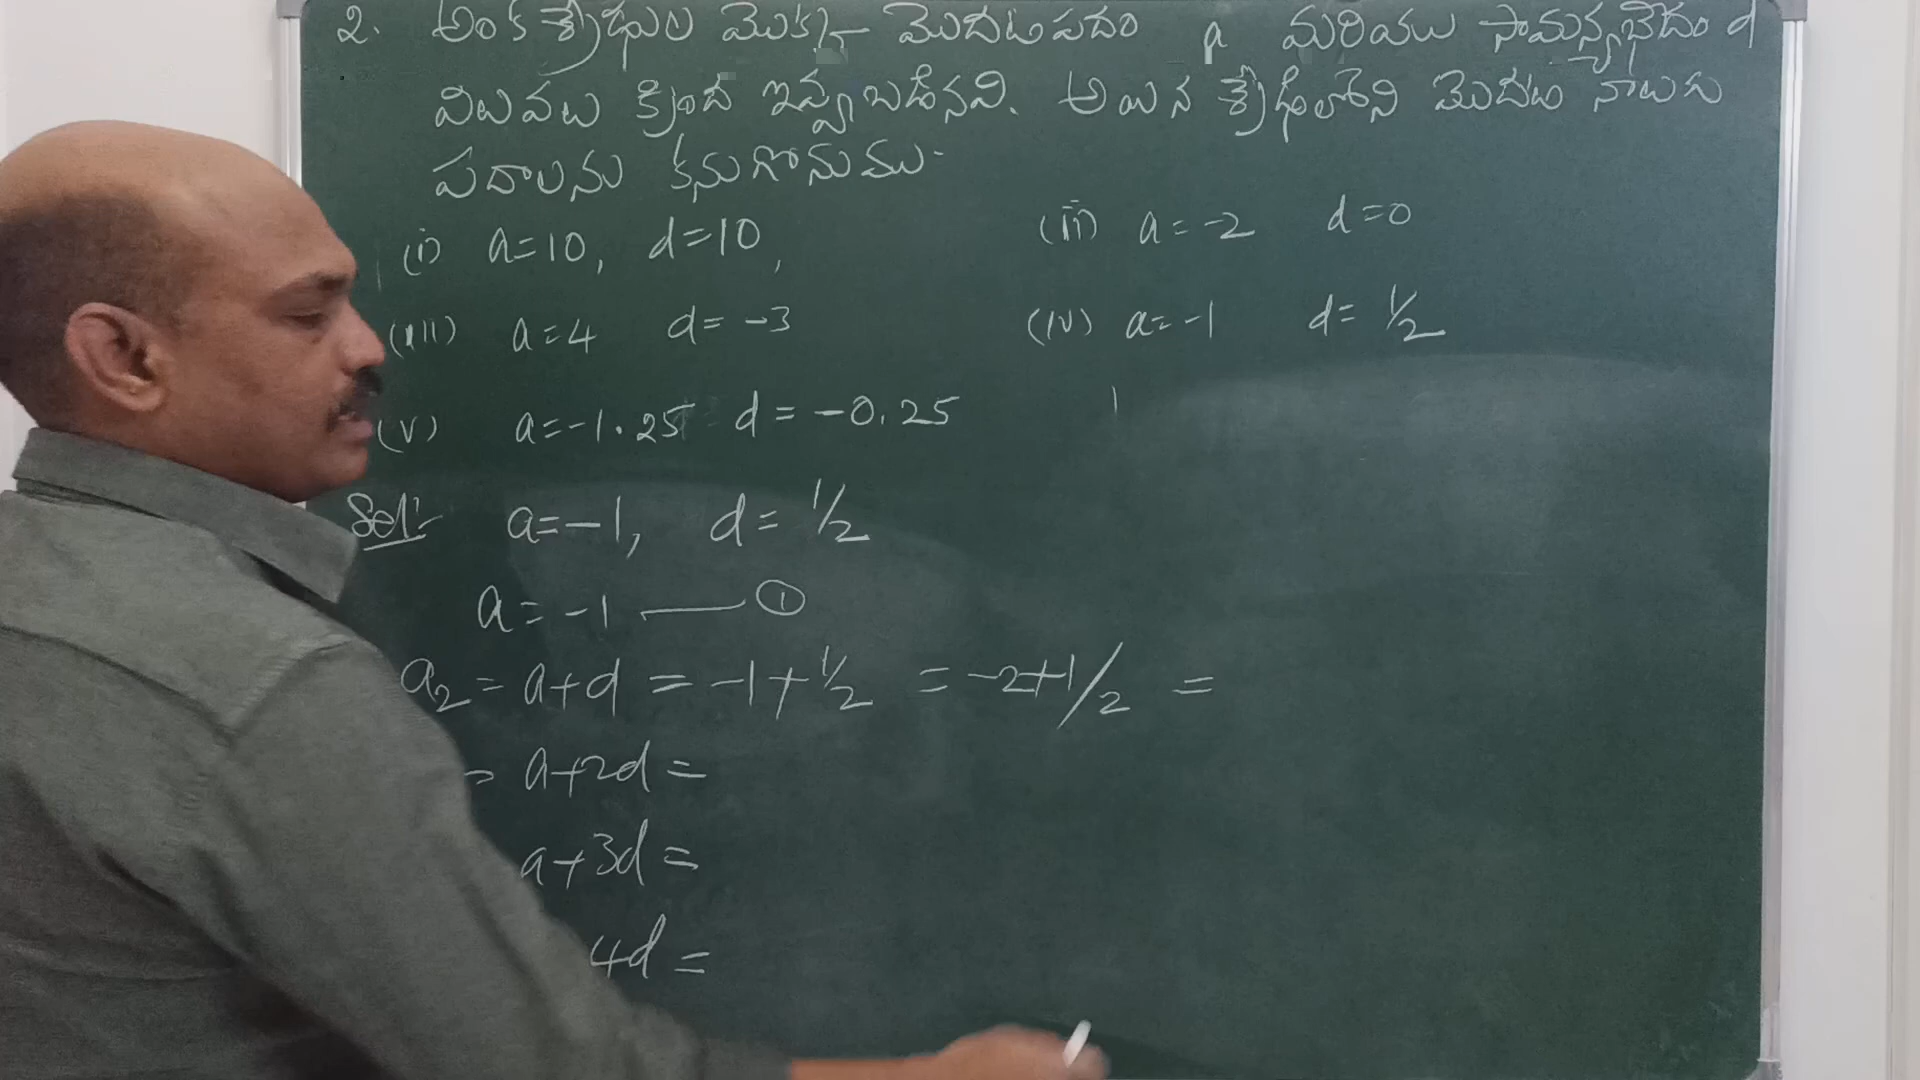 2. అంకశ్రేఢుల మొక్క మొదటపదం a మరియు సామన్యభేదం d
విలువలు క్రింద ఇవ్వబడినవి. అయిన శ్రేఢులోని మొదట నాలుగు
పదాలను కనుగొనుము-
(i) a=10, d=10,
(ii) a=-2 d=0
(iii) a=4 d=-3
(iv) a=-1 d=1/2
(v) a=-1.25 d=-0.25
Sol:- a=-1, d=1/2
a=-1 —— ①
a2 = a+d = -1+1/2 = -2+1/2 =
= a+2d =
a+3d =
4d =